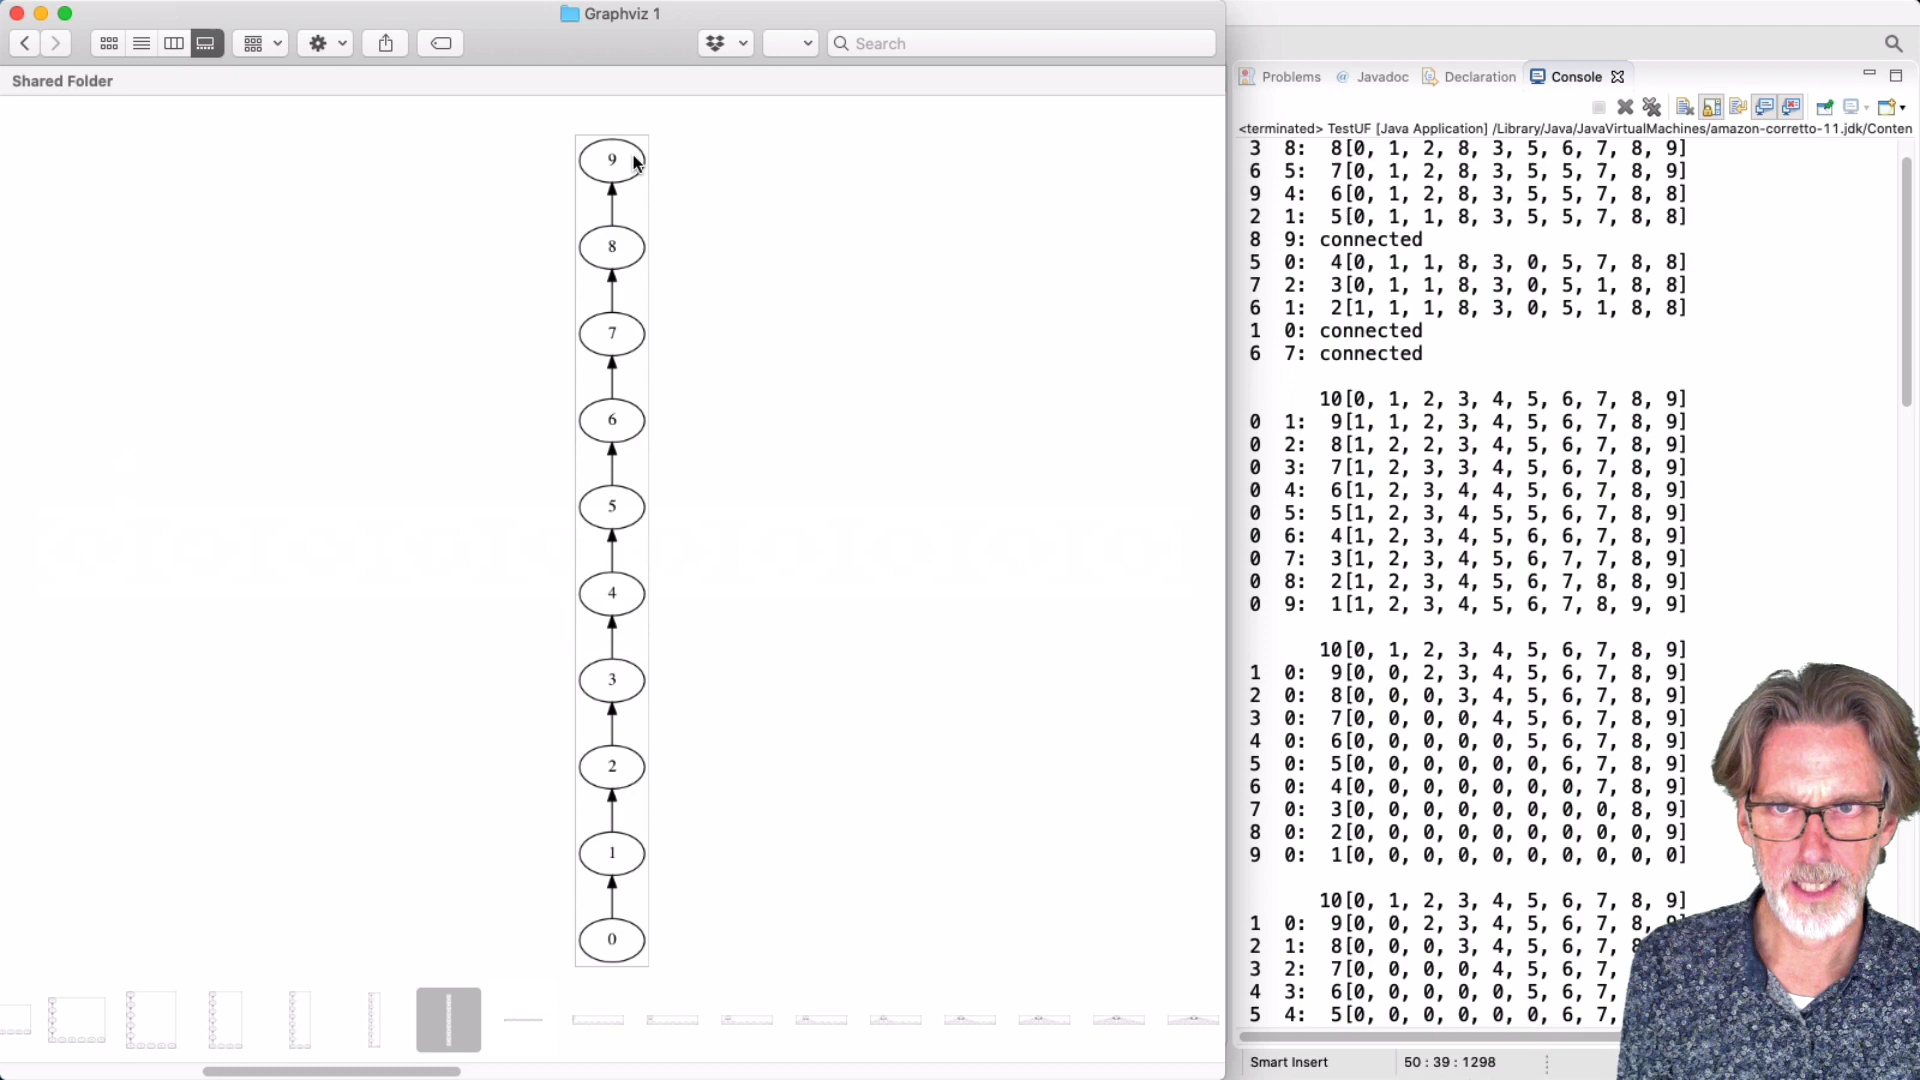 Graphviz 1
Search
Shared Folder
9
8
7
6
5
4
3
2
1
0
Problems @ Javadoc Declaration Console
<terminated> TestUF [Java Application] /Library/Java/JavaVirtualMachines/amazon-corretto-11.jdk/Conten
3 8: 8[0, 1, 2, 8, 3, 5, 6, 7, 8, 9]
6 5: 7[0, 1, 2, 8, 3, 5, 5, 7, 8, 9]
9 4: 6[0, 1, 2, 8, 3, 5, 5, 7, 8, 8]
2 1: 5[0, 1, 1, 8, 3, 5, 5, 7, 8, 8]
8 9: connected
5 0: 4[0, 1, 1, 8, 3, 0, 5, 7, 8, 8]
7 2: 3[0, 1, 1, 8, 3, 0, 5, 1, 8, 8]
6 1: 2[1, 1, 1, 8, 3, 0, 5, 1, 8, 8]
1 0: connected
6 7: connected
10[0, 1, 2, 3, 4, 5, 6, 7, 8, 9]
0 1: 9[1, 1, 2, 3, 4, 5, 6, 7, 8, 9]
0 2: 8[1, 2, 2, 3, 4, 5, 6, 7, 8, 9]
0 3: 7[1, 2, 3, 3, 4, 5, 6, 7, 8, 9]
0 4: 6[1, 2, 3, 4, 4, 5, 6, 7, 8, 9]
0 5: 5[1, 2, 3, 4, 5, 5, 6, 7, 8, 9]
0 6: 4[1, 2, 3, 4, 5, 6, 6, 7, 8, 9]
0 7: 3[1, 2, 3, 4, 5, 6, 7, 7, 8, 9]
0 8: 2[1, 2, 3, 4, 5, 6, 7, 8, 8, 9]
0 9: 1[1, 2, 3, 4, 5, 6, 7, 8, 9, 9]
10[0, 1, 2, 3, 4, 5, 6, 7, 8, 9]
1 0: 9[0, 0, 2, 3, 4, 5, 6, 7, 8, 9]
2 0: 8[0, 0, 0, 3, 4, 5, 6, 7, 8, 9]
3 0: 7[0, 0, 0, 0, 4, 5, 6, 7, 8, 9]
4 0: 6[0, 0, 0, 0, 0, 5, 6, 7, 8, 9]
5 0: 5[0, 0, 0, 0, 0, 0, 6, 7, 8, 9]
6 0: 4[0, 0, 0, 0, 0, 0, 0, 7, 8, 9]
7 0: 3[0, 0, 0, 0, 0, 0, 0, 0, 8, 9]
8 0: 2[0, 0, 0, 0, 0, 0, 0, 0, 0, 9]
9 0: 1[0, 0, 0, 0, 0, 0, 0, 0, 0, 0]
10[0, 1, 2, 3, 4, 5, 6, 7, 8, 9]
1 0: 9[0, 0, 2, 3, 4, 5, 6, 7, 8,
2 1: 8[0, 0, 0, 3, 4, 5, 6, 7, 8
3 2: 7[0, 0, 0, 0, 4, 5, 6, 7,
4 3: 6[0, 0, 0, 0, 0, 5, 6, 7,
5 4: 5[0, 0, 0, 0, 0, 0, 6, 7,
Smart Insert 50 : 39 : 1298